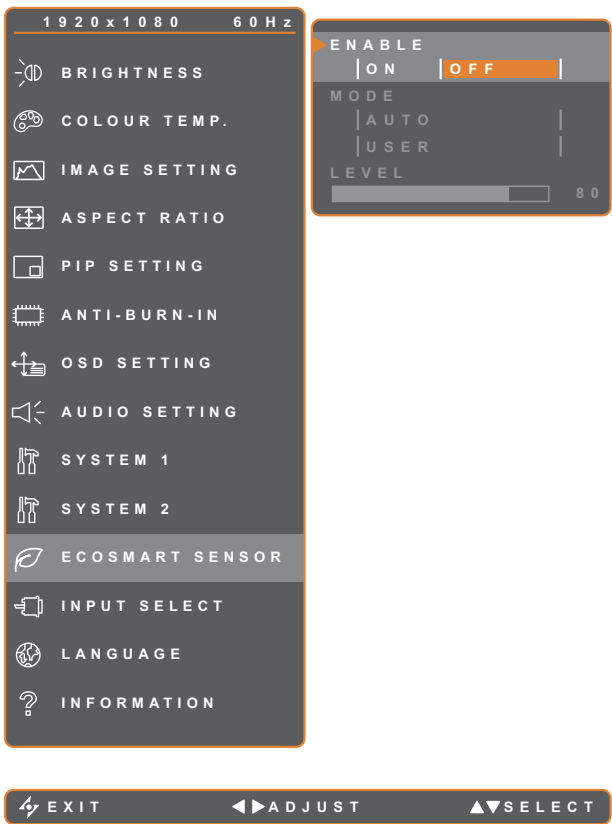 1920x1080 60Hz
BRIGHTNESS
COLOUR TEMP.
IMAGE SETTING
ASPECT RATIO
PIP SETTING
ANTI-BURN-IN
OSD SETTING
AUDIO SETTING
SYSTEM 1
SYSTEM 2
ECOSMART SENSOR
INPUT SELECT
LANGUAGE
INFORMATION
ENABLE
ON OFF
MODE
AUTO
USER
LEVEL
80
EXIT ADJUST SELECT